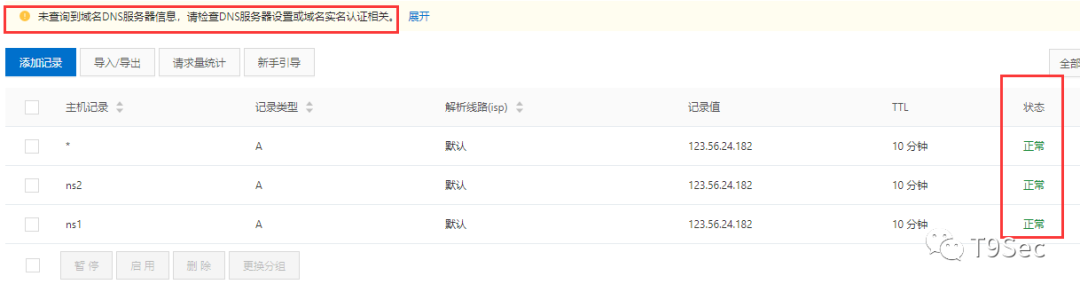 未查询到域名DNS服务器信息，请检查DNS服务器设置或域名实名认证相关。 展开
添加记录 导入/导出 请求量统计 新手引导 全部
主机记录 记录类型 解析线路(isp) 记录值 TTL 状态
* A 默认 123.56.24.182 10 分钟 正常
ns2 A 默认 123.56.24.182 10 分钟 正常
ns1 A 默认 123.56.24.182 10 分钟 正常
暂停 启用 删除 更换分组
T9Sec